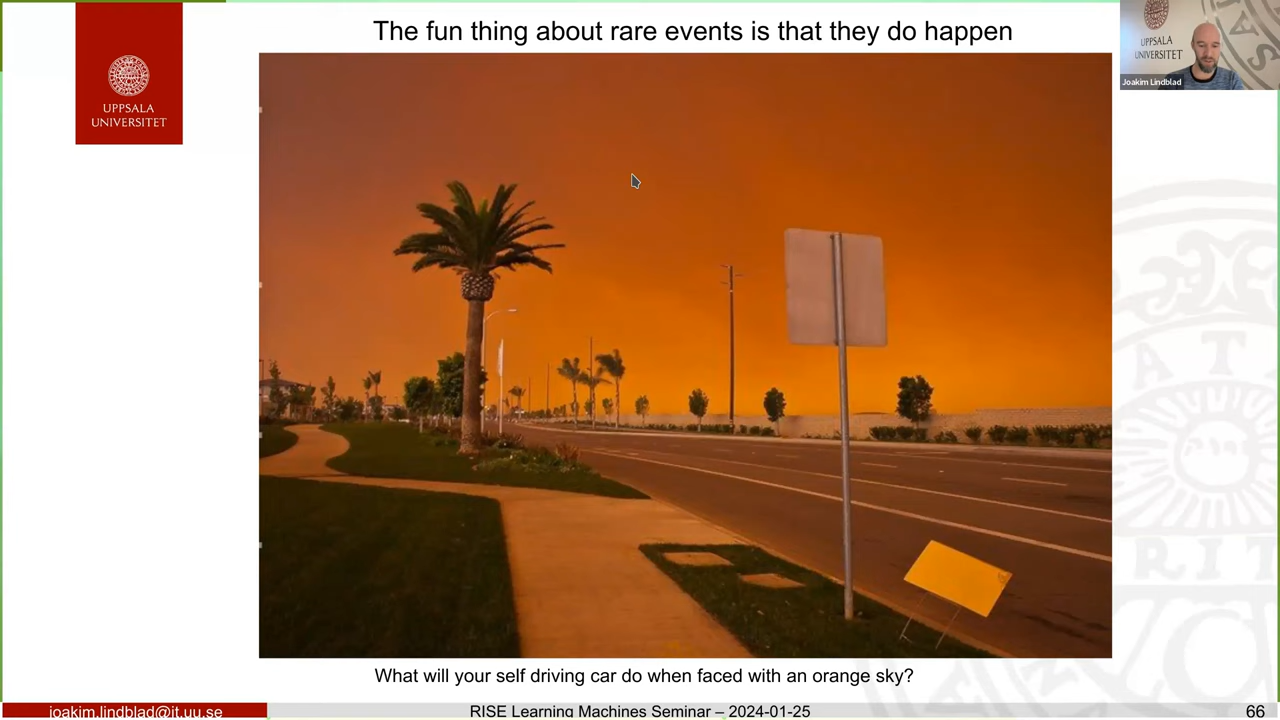 The fun thing about rare events is that they do happen
UPPSALA
UNIVERSITET
UPPSALA
UNIVERSITET
Joakim Lindblad
What will your self driving car do when faced with an orange sky?
joakim.lindblad@it.uu.se
RISE Learning Machines Seminar – 2024-01-25
66